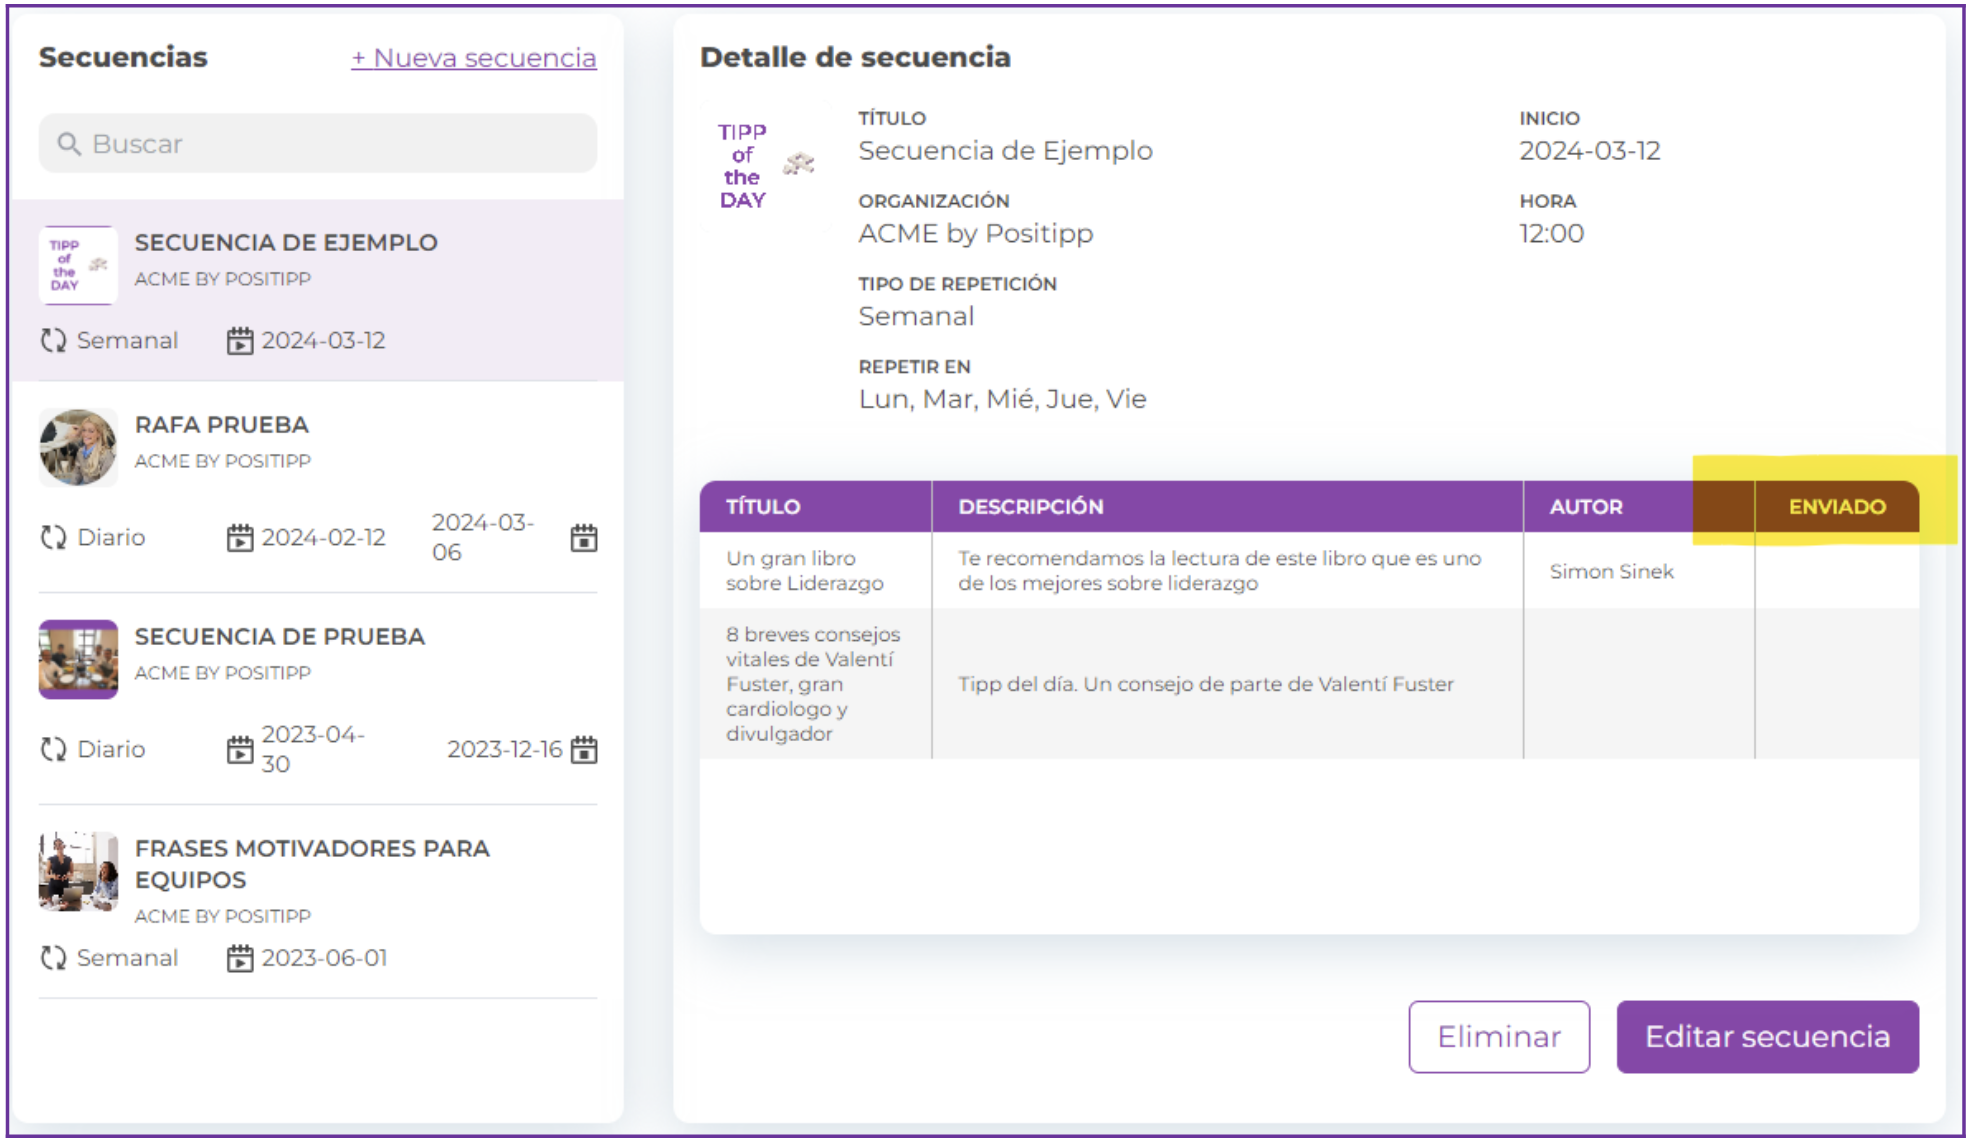 Secuencias
+ Nueva secuencia
Buscar
TIPP
of
the
DAY
SECUENCIA DE EJEMPLO
ACME BY POSITIPP
Semanal
2024-03-12
RAFA PRUEBA
ACME BY POSITIPP
Diario
2024-02-12
2024-03-
06
SECUENCIA DE PRUEBA
ACME BY POSITIPP
Diario
2023-04-
30
2023-12-16
FRASES MOTIVADORES PARA
EQUIPOS
ACME BY POSITIPP
Semanal
2023-06-01
Detalle de secuencia
TIPP
of
the
DAY
TÍTULO
Secuencia de Ejemplo
INICIO
2024-03-12
ORGANIZACIÓN
ACME by Positipp
HORA
12:00
TIPO DE REPETICIÓN
Semanal
REPETIR EN
Lun, Mar, Mié, Jue, Vie
TÍTULO DESCRIPCIÓN AUTOR ENVIADO
Un gran libro
sobre Liderazgo
Te recomendamos la lectura de este libro que es uno
de los mejores sobre liderazgo
Simon Sinek
8 breves consejos
vitales de Valentí
Fuster, gran
cardiologo y
divulgador
Tipp del día. Un consejo de parte de Valentí Fuster
Eliminar
Editar secuencia